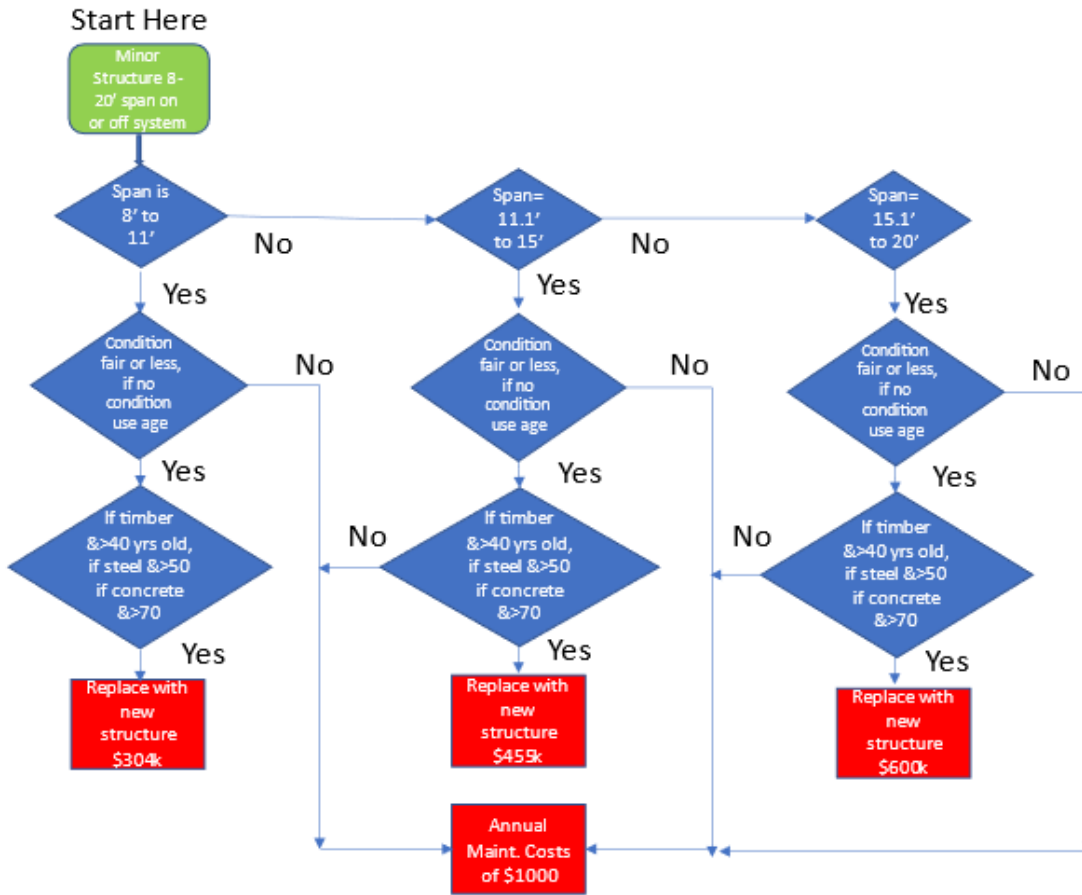 Start Here
Minor
Structure 8-
20’ span on
or off system
Span is
8’ to
11’
No
Span=
11.1’
to 15’
No
Span=
15.1’
to 20’
Yes
Yes
Yes
Condition
fair or less,
if no
condition
use age
No
Condition
fair or less,
if no
condition
use age
No
Condition
fair or less,
if no
condition
use age
No
Yes
Yes
Yes
If timber
&>40 yrs old,
if steel &>50
if concrete
&>70
No
If timber
&>40 yrs old,
if steel &>50
if concrete
&>70
No
If timber
&>40 yrs old,
if steel &>50
if concrete
&>70
Yes
Yes
Yes
Replace with
new
structure
$304k
Replace with
new
structure
$455k
Replace with
new
structure
$600k
Annual
Maint. Costs
of $1000